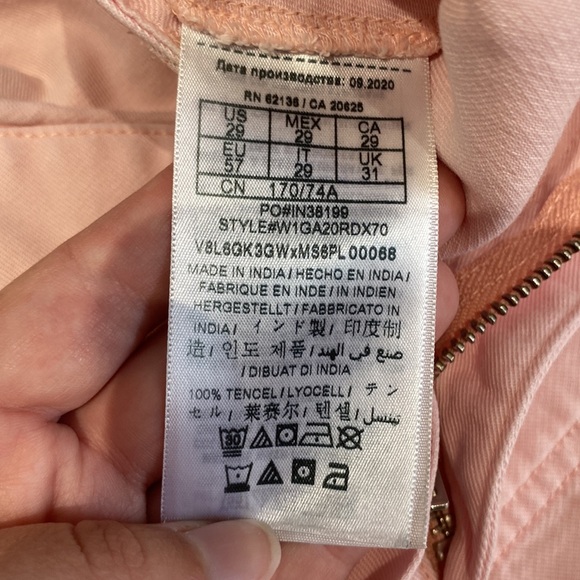 Дата производства: 09.2020
RN 62136 / CA 20625
US MEX CA
29 29 29
EU IT UK
57 29 31
CN 170/74A
PO#IN36199
STYLE#W1GA20RDX70
V8L6GK3GWxMS6PL00068
MADE IN INDIA / HECHO EN INDIA /
FABRIQUE EN INDE / IN INDIEN
HERGESTELLT / FABBRICATO IN
INDIA / インド製 / 印度制
造 / 인도 제품 / صنع في الهند
/ DIBUAT DI INDIA
100% TENCEL / LYOCELL / テン
セル / 莱赛尔 / 텐셀 / تينسيل
30